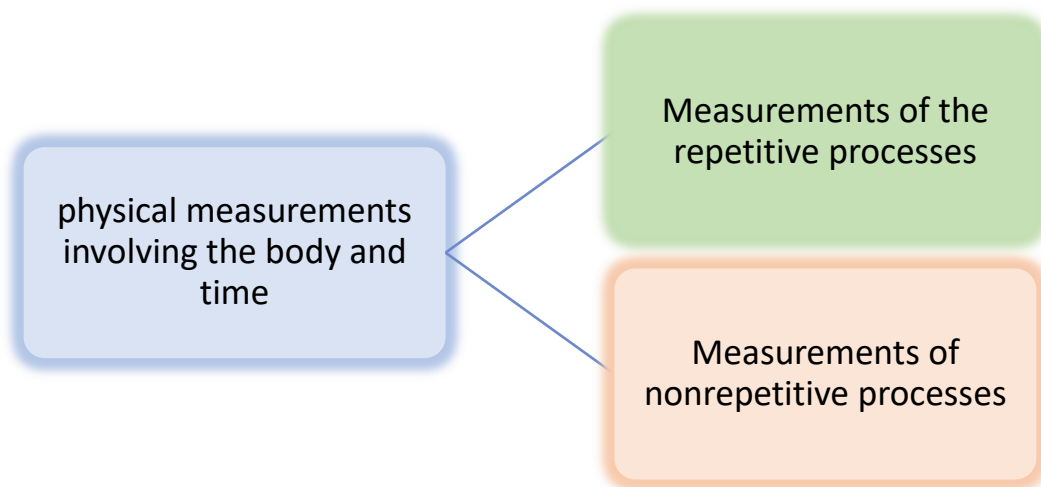 physical measurements
involving the body and
time
Measurements of the
repetitive processes
Measurements of
nonrepetitive processes